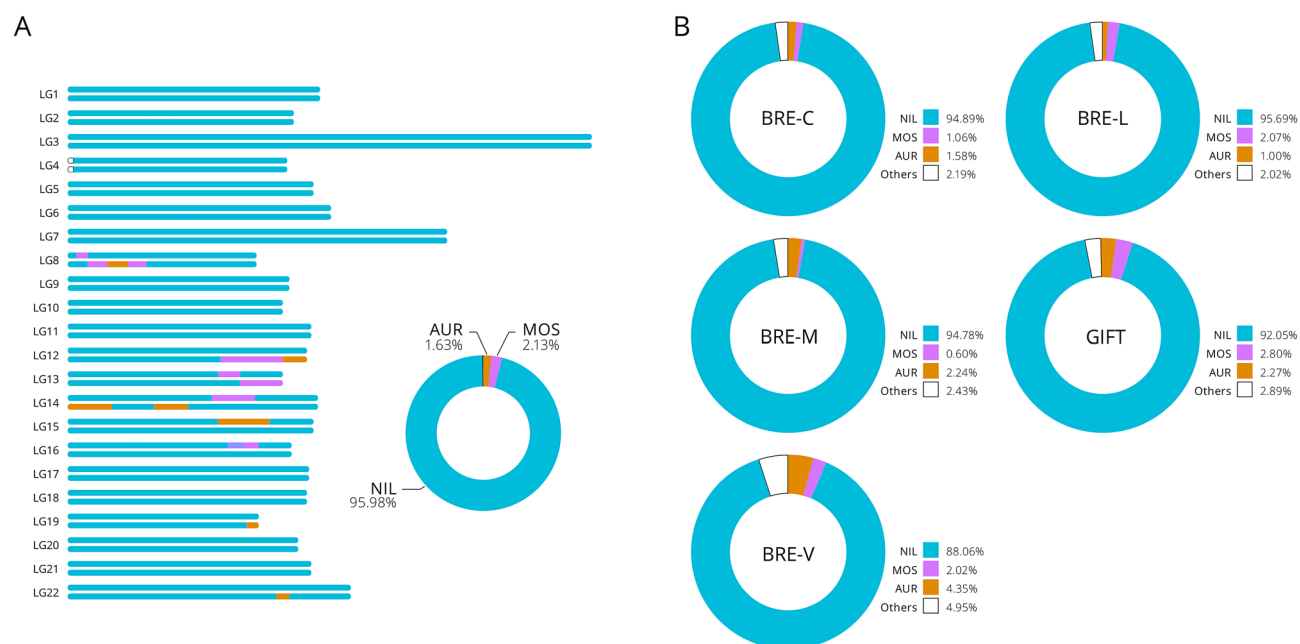 A
LG1
LG2
LG3
LG4
LG5
LG6
LG7
LG8
LG9
LG10
LG11
LG12
LG13
LG14
LG15
LG16
LG17
LG18
LG19
LG20
LG21
LG22
AUR
1.63%
MOS
2.13%
NIL
95.98%
B
BRE-C
NIL 94.89%
MOS 1.06%
AUR 1.58%
Others 2.19%
BRE-L
NIL 95.69%
MOS 2.07%
AUR 1.00%
Others 2.02%
BRE-M
NIL 94.78%
MOS 0.60%
AUR 2.24%
Others 2.43%
GIFT
NIL 92.05%
MOS 2.80%
AUR 2.27%
Others 2.89%
BRE-V
NIL 88.06%
MOS 2.02%
AUR 4.35%
Others 4.95%